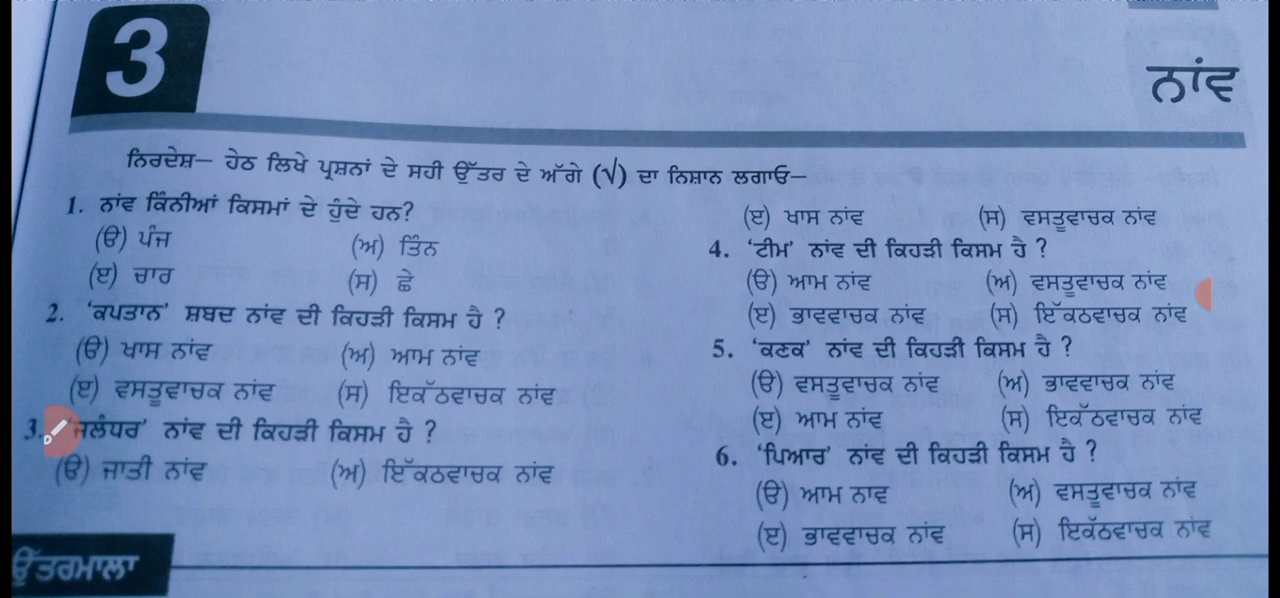 3
ਨਾਂਵ
ਨਿਰਦੇਸ਼— ਹੇਠ ਲਿਖੇ ਪ੍ਰਸ਼ਨਾਂ ਦੇ ਸਹੀ ਉੱਤਰ ਦੇ ਅੱਗੇ (√) ਦਾ ਨਿਸ਼ਾਨ ਲਗਾਓ—
1. ਨਾਂਵ ਕਿੰਨੀਆਂ ਕਿਸਮਾਂ ਦੇ ਹੁੰਦੇ ਹਨ?
(ੳ) ਪੰਜ (ਅ) ਤਿੰਨ
(ੲ) ਚਾਰ (ਸ) ਛੇ
2. ‘ਕਪਤਾਨ’ ਸ਼ਬਦ ਨਾਂਵ ਦੀ ਕਿਹੜੀ ਕਿਸਮ ਹੈ ?
(ੳ) ਖਾਸ ਨਾਂਵ (ਅ) ਆਮ ਨਾਂਵ
(ੲ) ਵਸਤੂਵਾਚਕ ਨਾਂਵ (ਸ) ਇਕੱਠਵਾਚਕ ਨਾਂਵ
3. ‘ਜਲੰਧਰ’ ਨਾਂਵ ਦੀ ਕਿਹੜੀ ਕਿਸਮ ਹੈ ?
(ੳ) ਜਾਤੀ ਨਾਂਵ (ਅ) ਇੱਕਠਵਾਚਕ ਨਾਂਵ
(ੲ) ਖਾਸ ਨਾਂਵ (ਸ) ਵਸਤੂਵਾਚਕ ਨਾਂਵ
4. ‘ਟੀਮ’ ਨਾਂਵ ਦੀ ਕਿਹੜੀ ਕਿਸਮ ਹੈ ?
(ੳ) ਆਮ ਨਾਂਵ (ਅ) ਵਸਤੂਵਾਚਕ ਨਾਂਵ
(ੲ) ਭਾਵਵਾਚਕ ਨਾਂਵ (ਸ) ਇੱਕਠਵਾਚਕ ਨਾਂਵ
5. ‘ਕਣਕ’ ਨਾਂਵ ਦੀ ਕਿਹੜੀ ਕਿਸਮ ਹੈ ?
(ੳ) ਵਸਤੂਵਾਚਕ ਨਾਂਵ (ਅ) ਭਾਵਵਾਚਕ ਨਾਂਵ
(ੲ) ਆਮ ਨਾਂਵ (ਸ) ਇਕੱਠਵਾਚਕ ਨਾਂਵ
6. ‘ਪਿਆਰ’ ਨਾਂਵ ਦੀ ਕਿਹੜੀ ਕਿਸਮ ਹੈ ?
(ੳ) ਆਮ ਨਾਵ (ਅ) ਵਸਤੂਵਾਚਕ ਨਾਂਵ
(ੲ) ਭਾਵਵਾਚਕ ਨਾਂਵ (ਸ) ਇਕੱਠਵਾਚਕ ਨਾਂਵ
ਉੱਤਰਮਾਲਾ